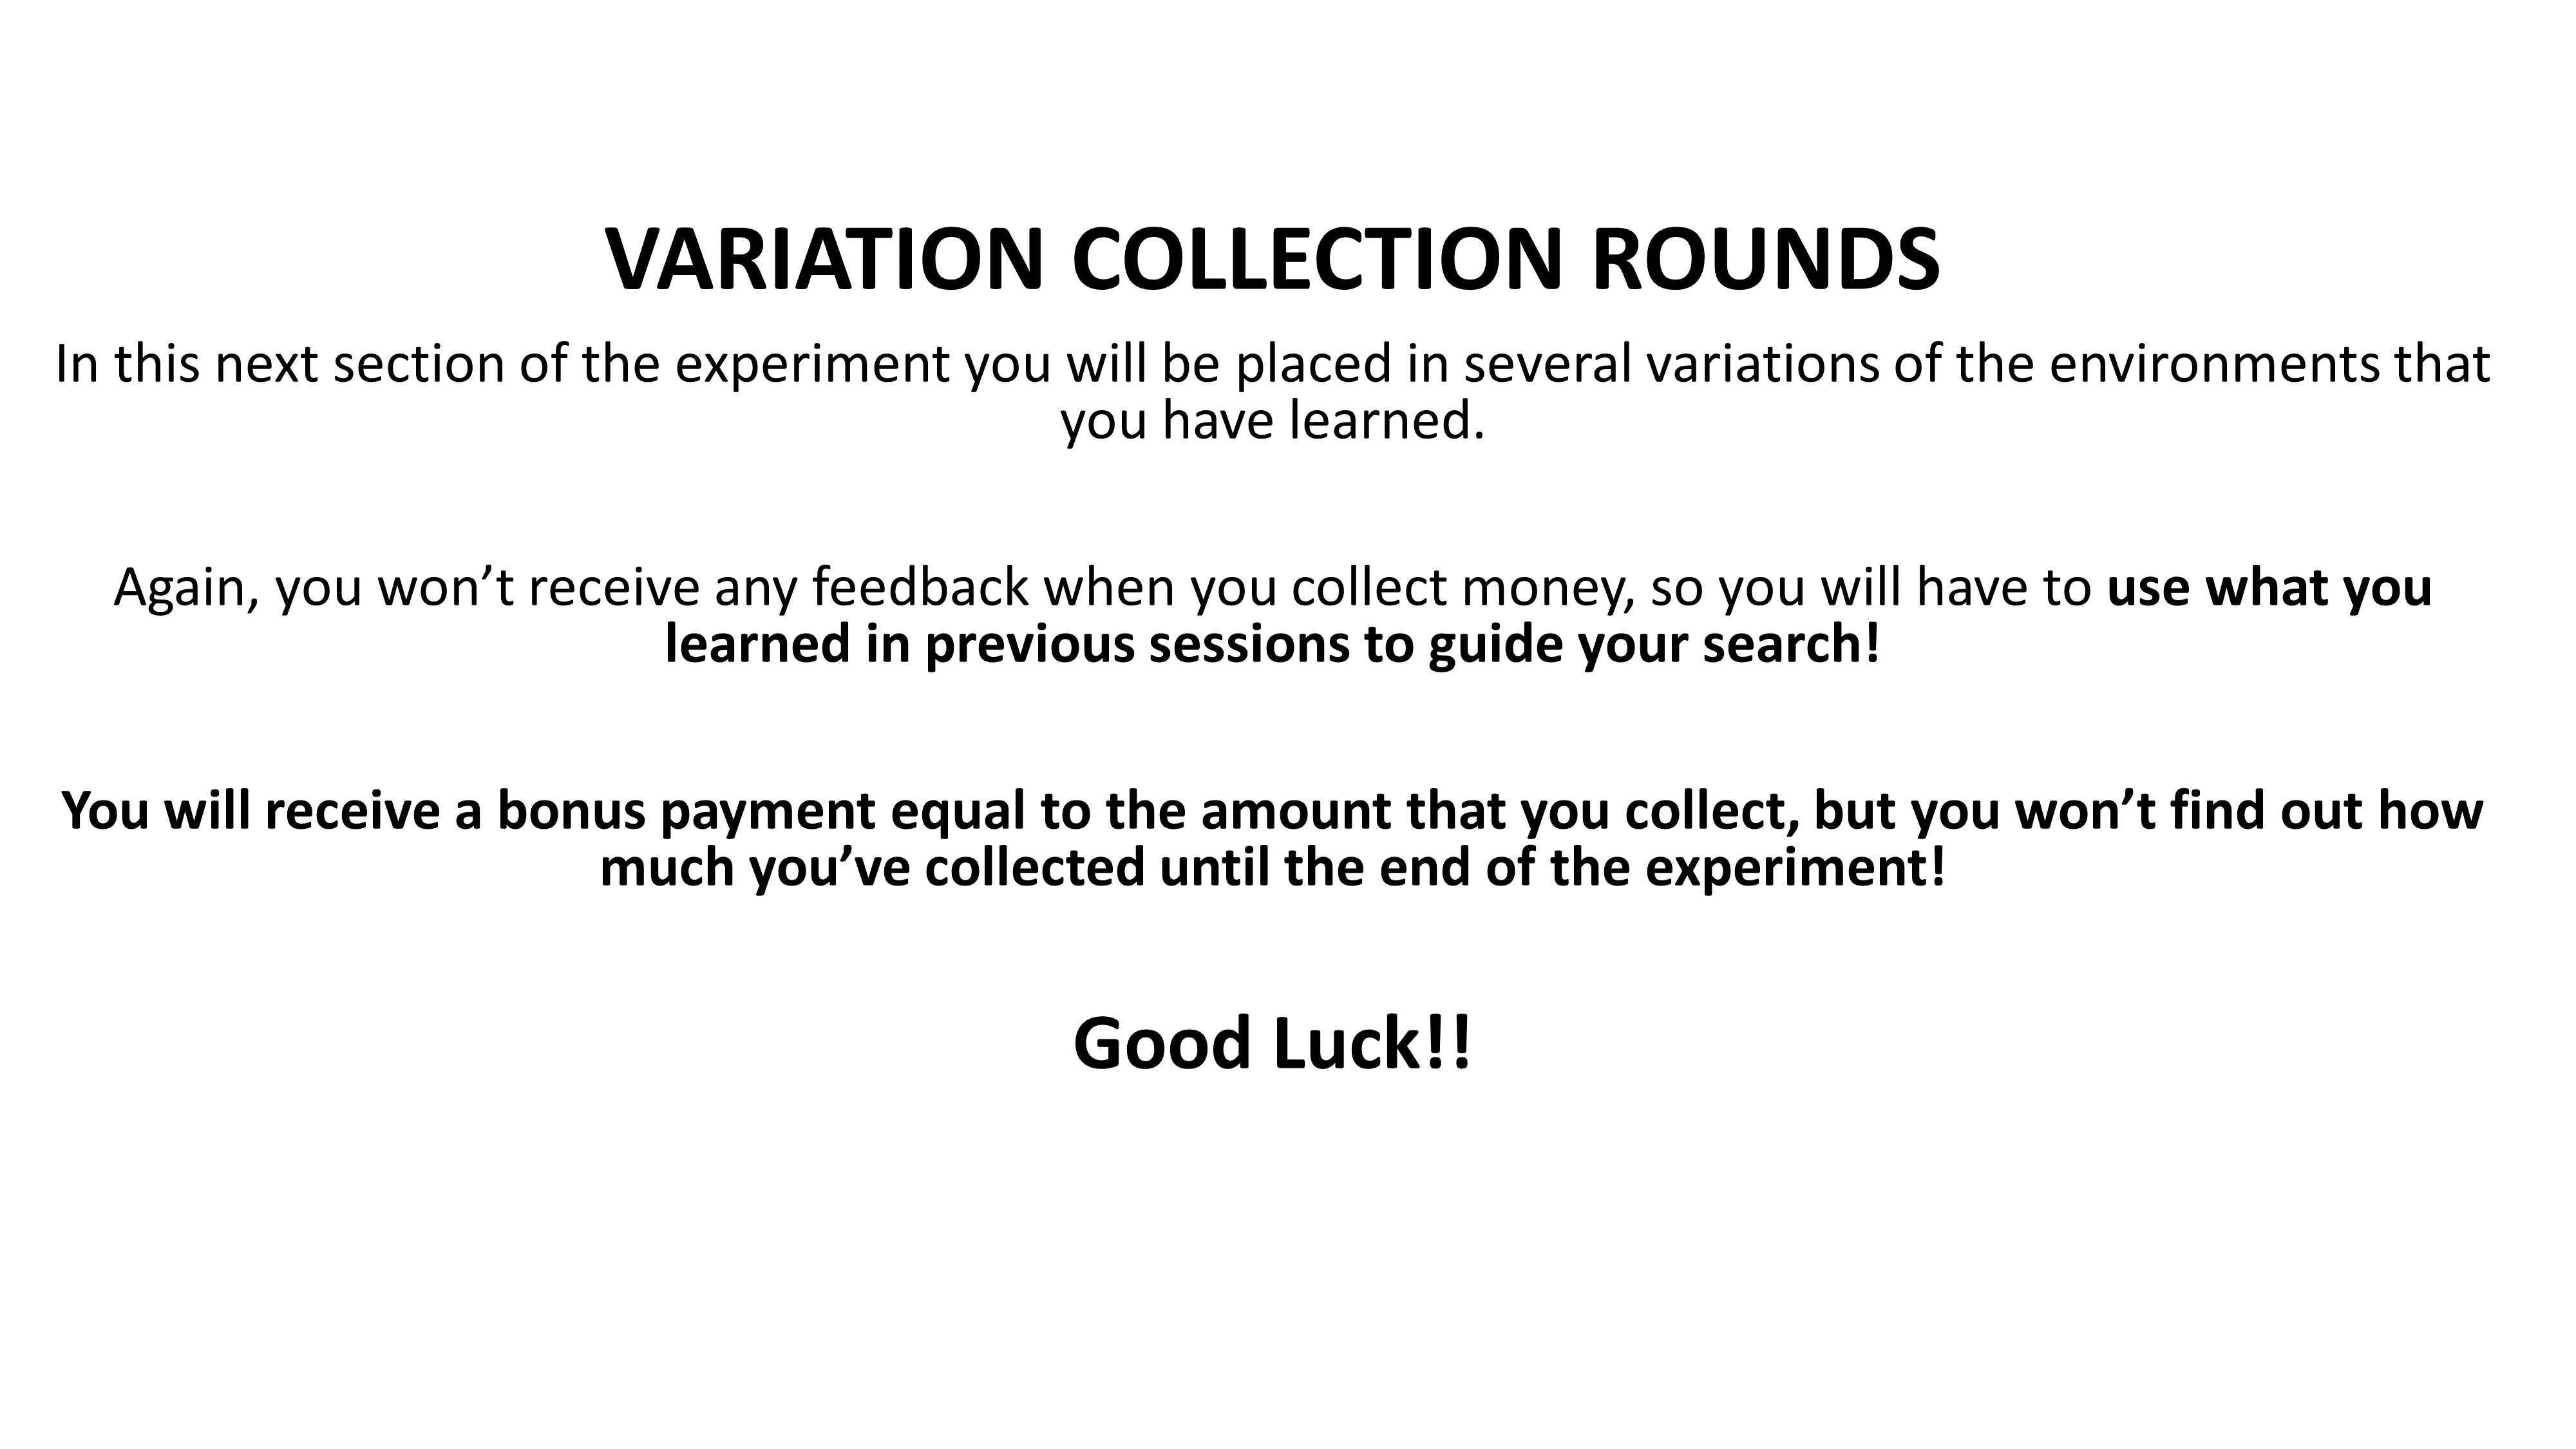 VARIATION COLLECTION ROUNDS
In this next section of the experiment you will be placed in several variations of the environments that
you have learned.
Again, you won’t receive any feedback when you collect money, so you will have to use what you
learned in previous sessions to guide your search!
You will receive a bonus payment equal to the amount that you collect, but you won’t find out how
much you’ve collected until the end of the experiment!
Good Luck!!